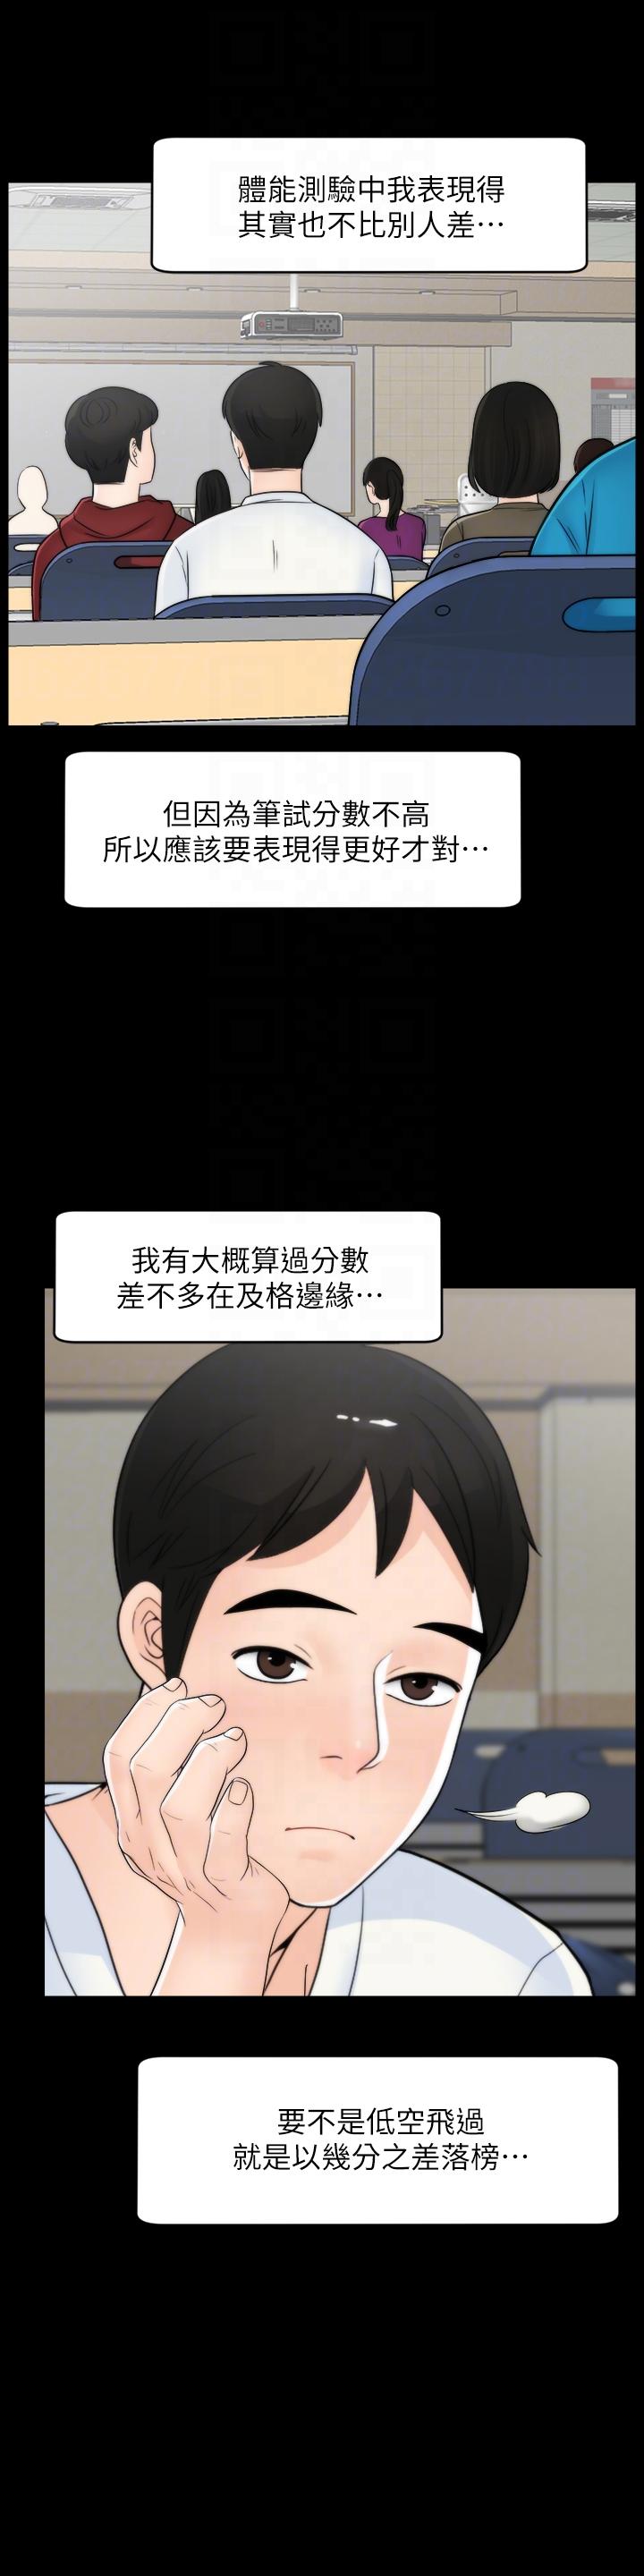 體能測驗中我表現得
其實也不比別人差⋯
但因為筆試分數不高
所以應該要表現得更好才對⋯
我有大概算過分數
差不多在及格邊緣⋯
要不是低空飛過
就是以幾分之差落榜⋯